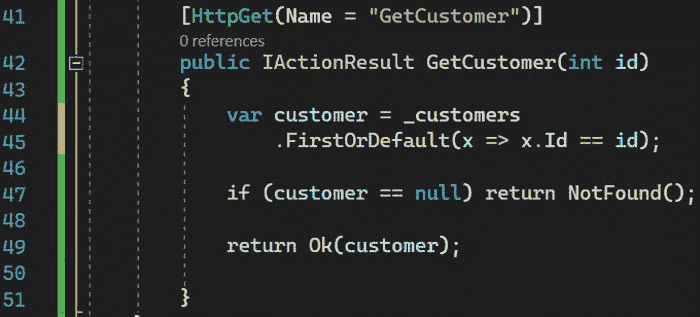 41 [HttpGet(Name = "GetCustomer")]
0 references
42 public IActionResult GetCustomer(int id)
43 {
44 var customer = _customers
45 .FirstOrDefault(x => x.Id == id);
46
47 if (customer == null) return NotFound();
48
49 return Ok(customer);
50
51 }